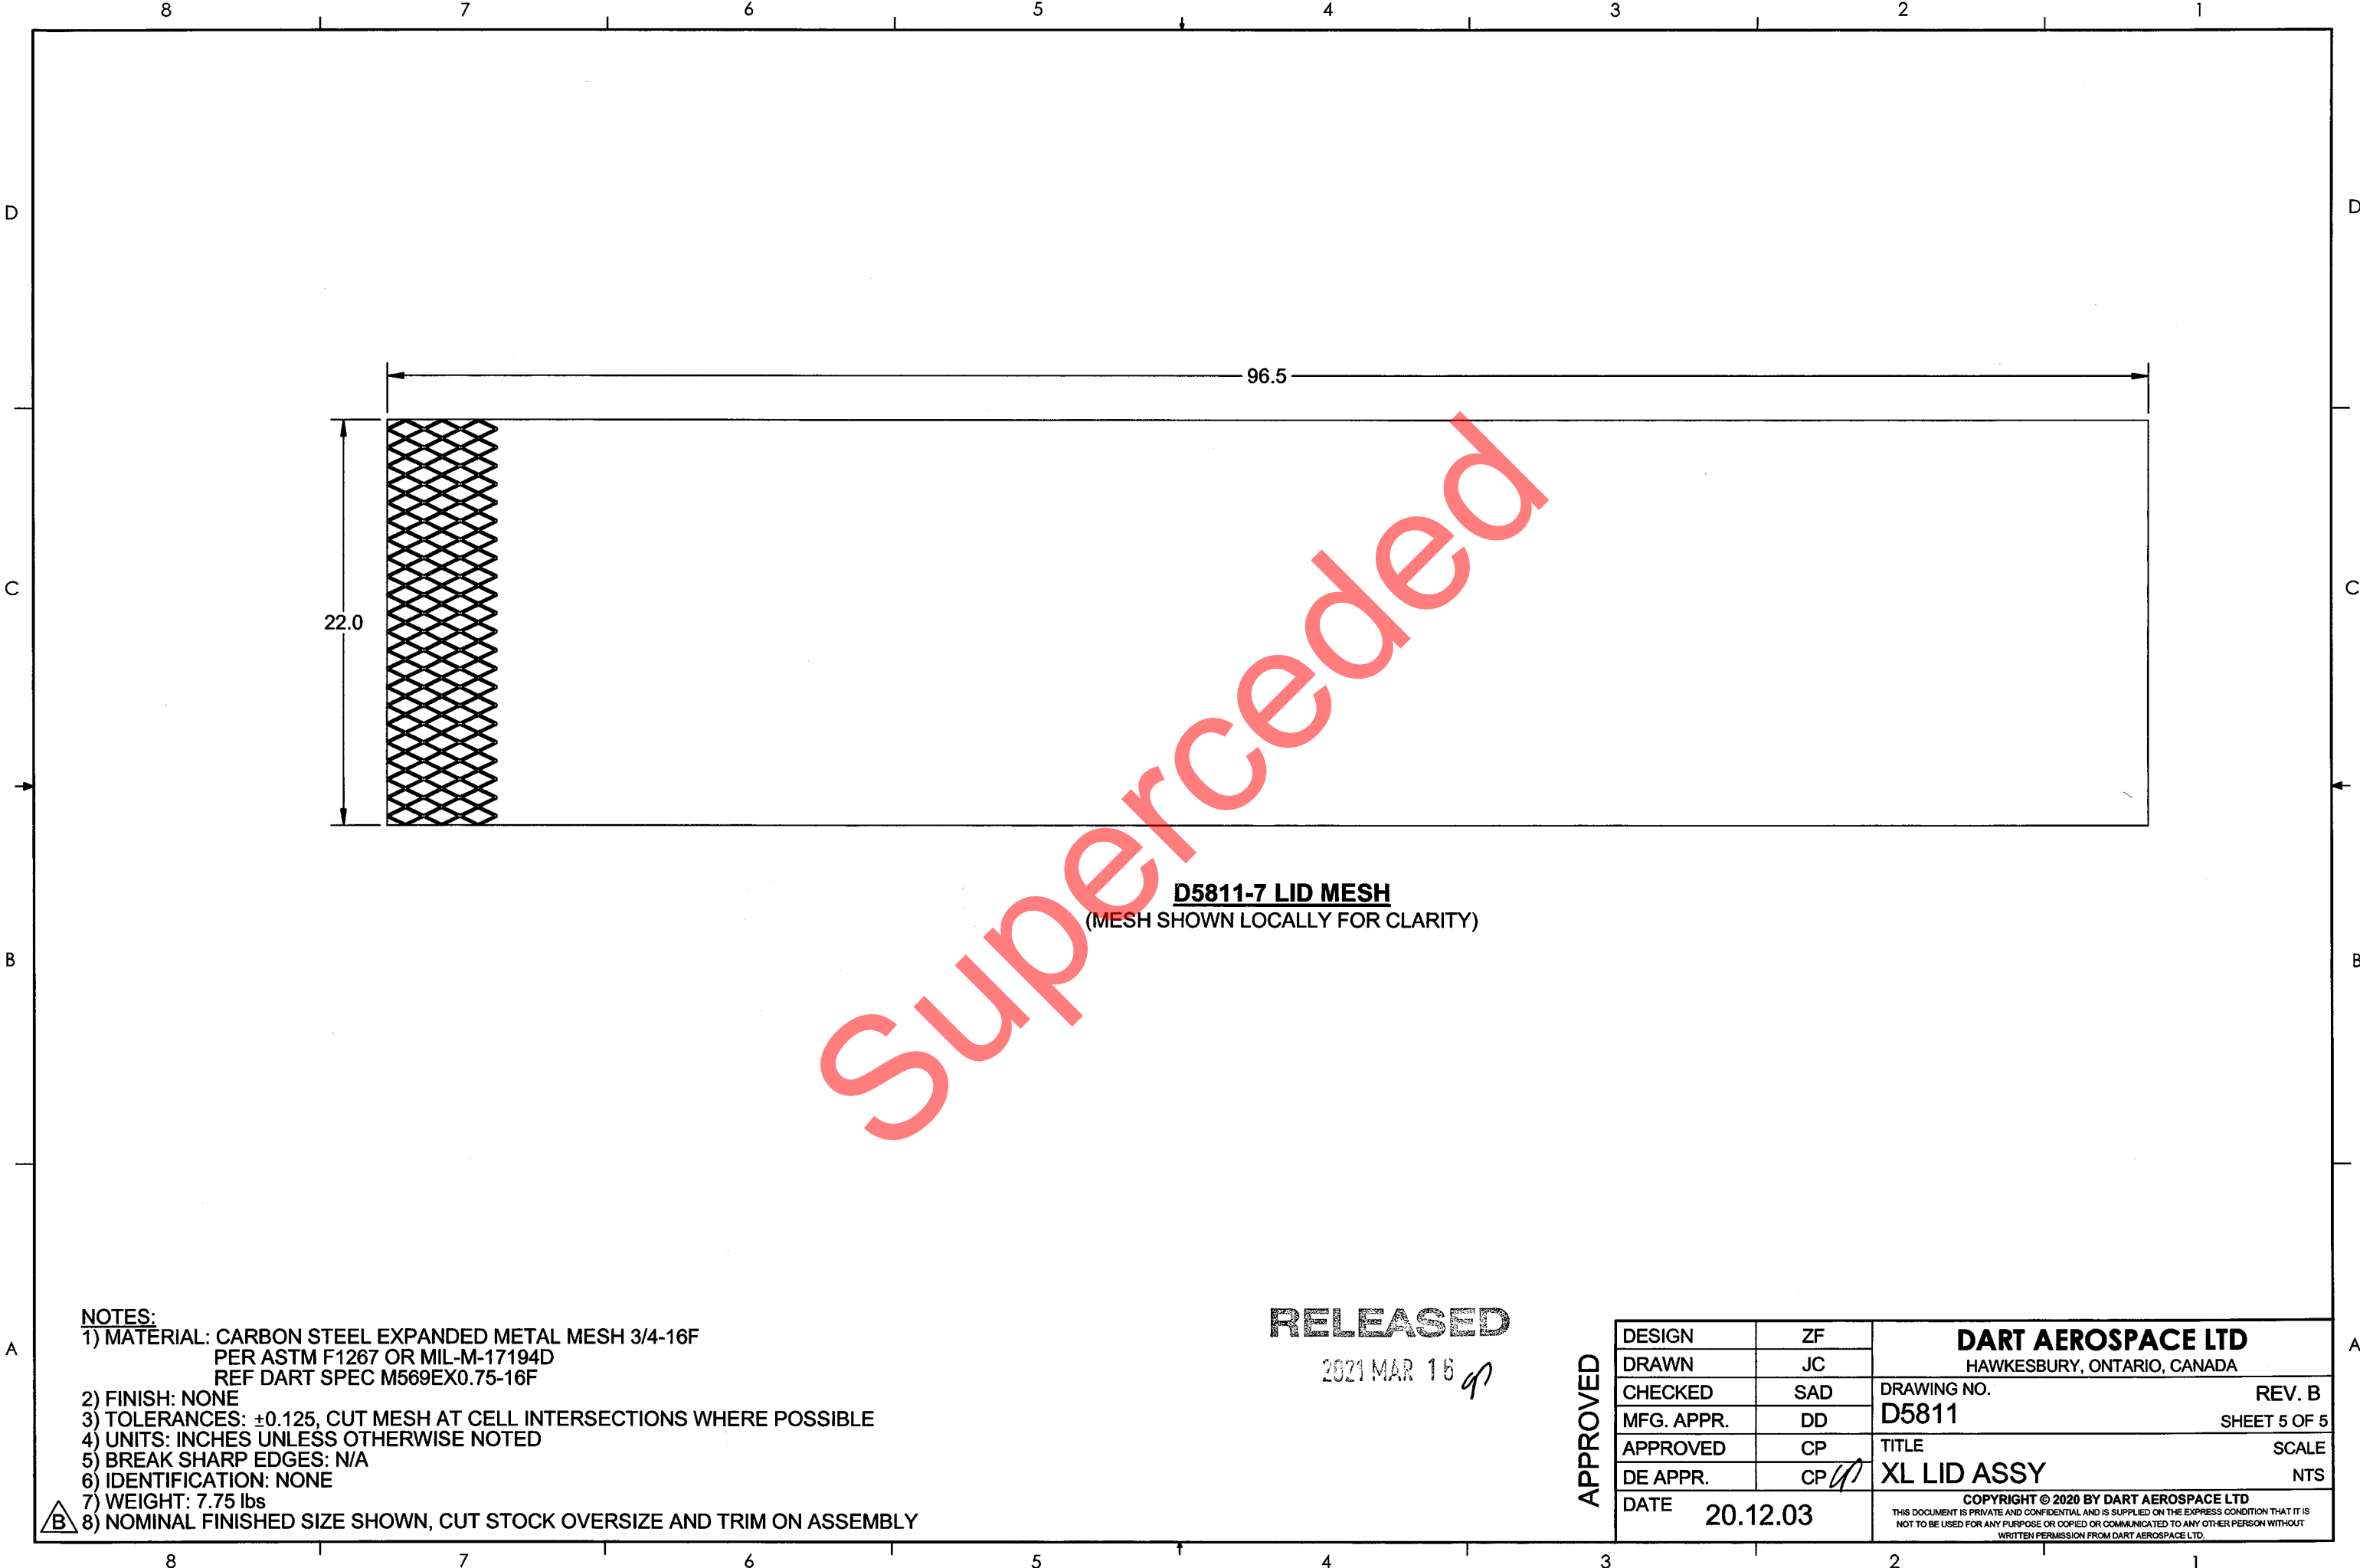 8 7 6 5 4 3 2 1
D D
96.5
C C
22.0
Superceded
D5811-7 LID MESH
(MESH SHOWN LOCALLY FOR CLARITY)
B B
NOTES:
1) MATERIAL: CARBON STEEL EXPANDED METAL MESH 3/4-16F
PER ASTM F1267 OR MIL-M-17194D
REF DART SPEC M569EX0.75-16F
2) FINISH: NONE
3) TOLERANCES: ±0.125, CUT MESH AT CELL INTERSECTIONS WHERE POSSIBLE
4) UNITS: INCHES UNLESS OTHERWISE NOTED
5) BREAK SHARP EDGES: N/A
6) IDENTIFICATION: NONE
7) WEIGHT: 7.75 lbs
B 8) NOMINAL FINISHED SIZE SHOWN, CUT STOCK OVERSIZE AND TRIM ON ASSEMBLY
A A
RELEASED
2021 MAR 16
APPROVED
DESIGN ZF
DRAWN JC
CHECKED SAD
MFG. APPR. DD
APPROVED CP
DE APPR. CP
DATE 20.12.03
DART AEROSPACE LTD
HAWKESBURY, ONTARIO, CANADA
DRAWING NO. REV. B
D5811 SHEET 5 OF 5
TITLE SCALE
XL LID ASSY NTS
COPYRIGHT © 2020 BY DART AEROSPACE LTD
THIS DOCUMENT IS PRIVATE AND CONFIDENTIAL AND IS SUPPLIED ON THE EXPRESS CONDITION THAT IT IS
NOT TO BE USED FOR ANY PURPOSE OR COPIED OR COMMUNICATED TO ANY OTHER PERSON WITHOUT
WRITTEN PERMISSION FROM DART AEROSPACE LTD.
8 7 6 5 4 3 2 1